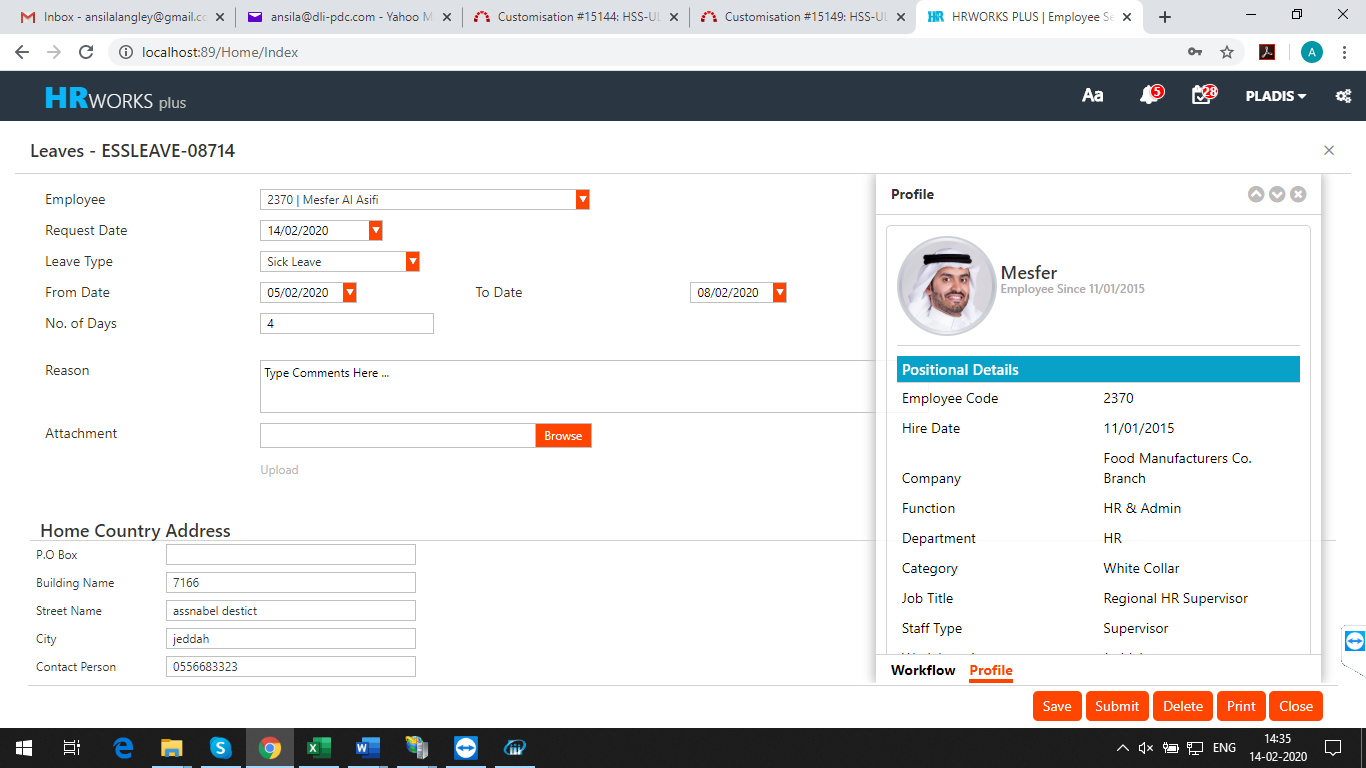 Inbox - ansilalangley@gmail.co
ansila@dli-pdc.com - Yahoo M
Customisation #15144: HSS-UL
Customisation #15149: HSS-UL
HR HRWORKS PLUS | Employee Se
localhost:89/Home/Index
A
HRWORKS plus
Aa
5
28
PLADIS
Leaves - ESSLEAVE-08714
Employee
2370 | Mesfer Al Asifi
Request Date
14/02/2020
Leave Type
Sick Leave
From Date
05/02/2020
To Date
08/02/2020
No. of Days
4
Reason
Type Comments Here ...
Attachment
Browse
Upload
Home Country Address
P.O Box
Building Name
7166
Street Name
assnabel destict
City
jeddah
Contact Person
0556683323
Profile
Mesfer
Employee Since 11/01/2015
Positional Details
Employee Code
2370
Hire Date
11/01/2015
Company
Food Manufacturers Co.
Branch
Function
HR & Admin
Department
HR
Category
White Collar
Job Title
Regional HR Supervisor
Staff Type
Supervisor
Workflow
Profile
Save
Submit
Delete
Print
Close
ENG
14:35
14-02-2020